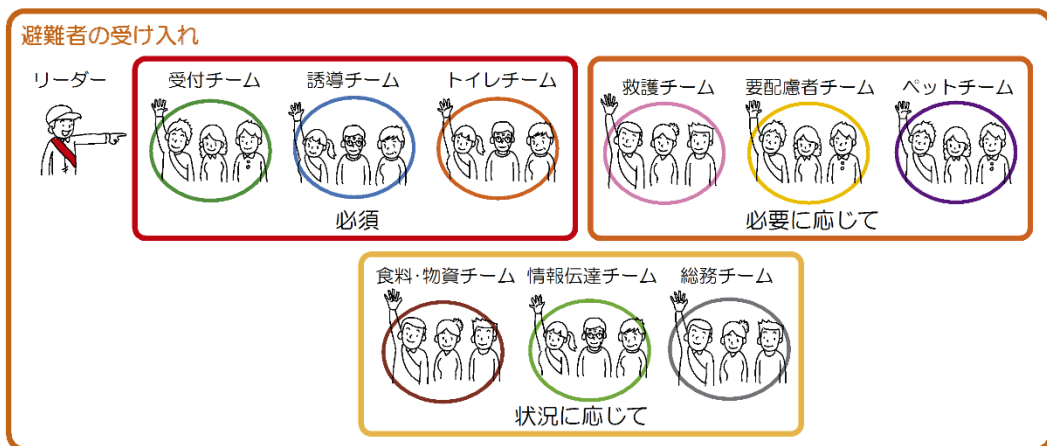 避難者の受け入れ
リーダー
受付チーム
誘導チーム
トイレチーム
必須
救護チーム
要配慮者チーム
ペットチーム
必要に応じて
食料・物資チーム
情報伝達チーム
総務チーム
状況に応じて